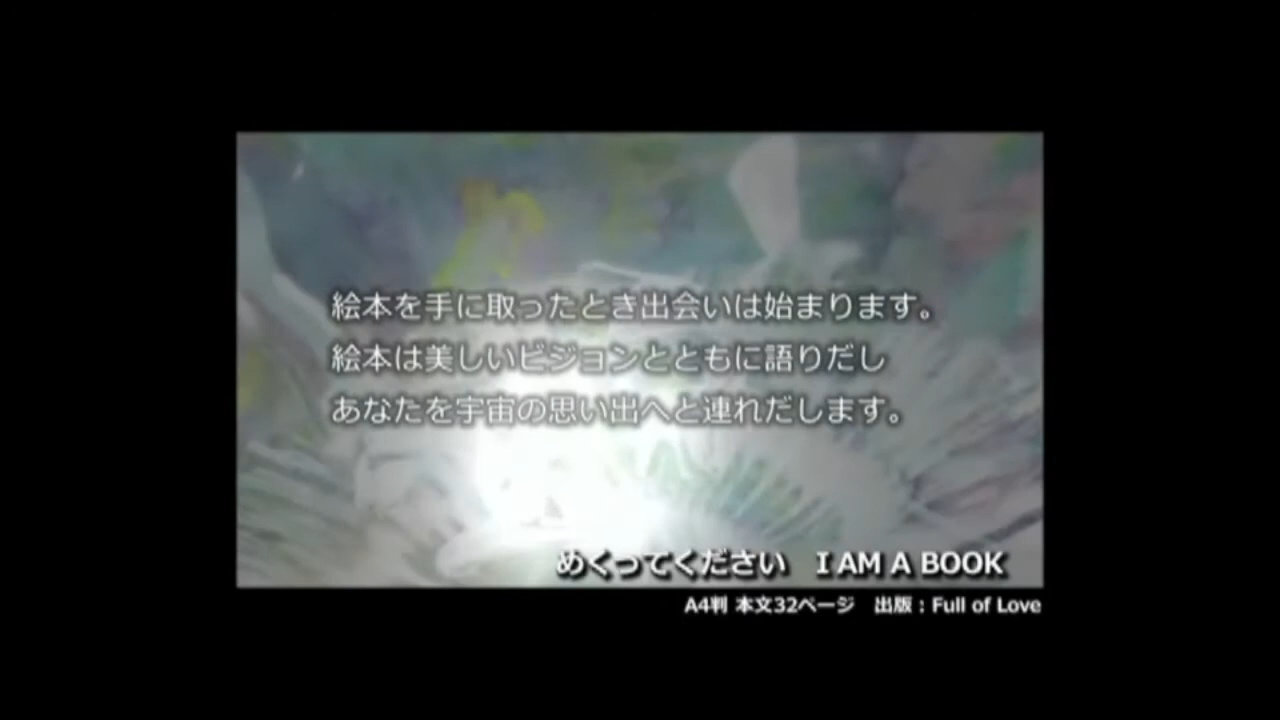 絵本を手に取ったとき出会いは始まります。
絵本は美しいビジョンとともに語りだし
あなたを宇宙の思い出へと連れだします。
めくってください　I AM A BOOK
A4判 本文32ページ　出版：Full of Love